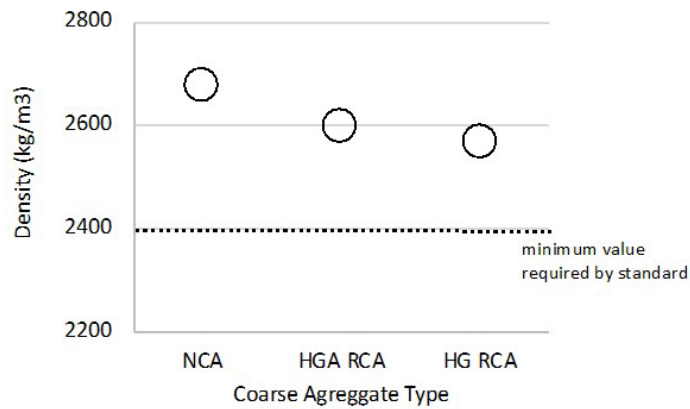 2800
2600
2400
2200
Density (kg/m3)
minimum value
required by standard
NCA HGA RCA HG RCA
Coarse Agreggate Type